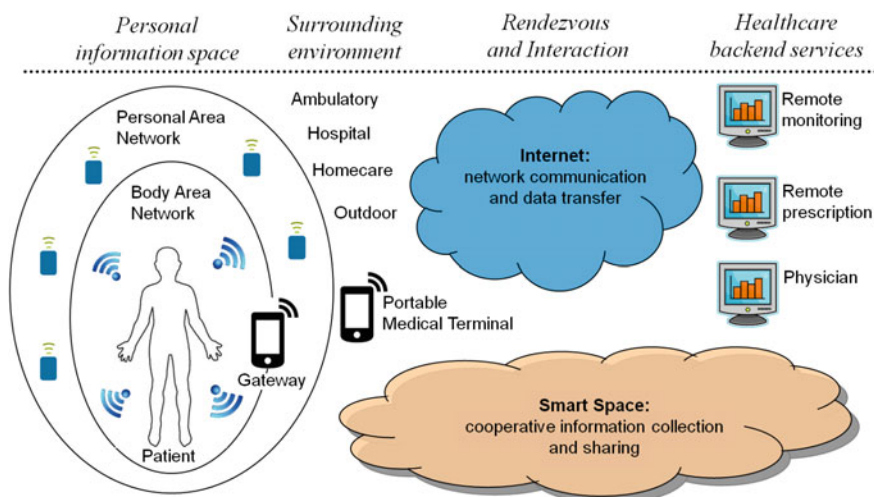 Personal
information space
Surrounding
environment
Rendezvous
and Interaction
Healthcare
backend services
Personal Area
Network
Body Area
Network
Patient
Gateway
Ambulatory
Hospital
Homecare
Outdoor
Portable
Medical Terminal
Internet:
network communication
and data transfer
Smart Space:
cooperative information collection
and sharing
Remote
monitoring
Remote
prescription
Physician